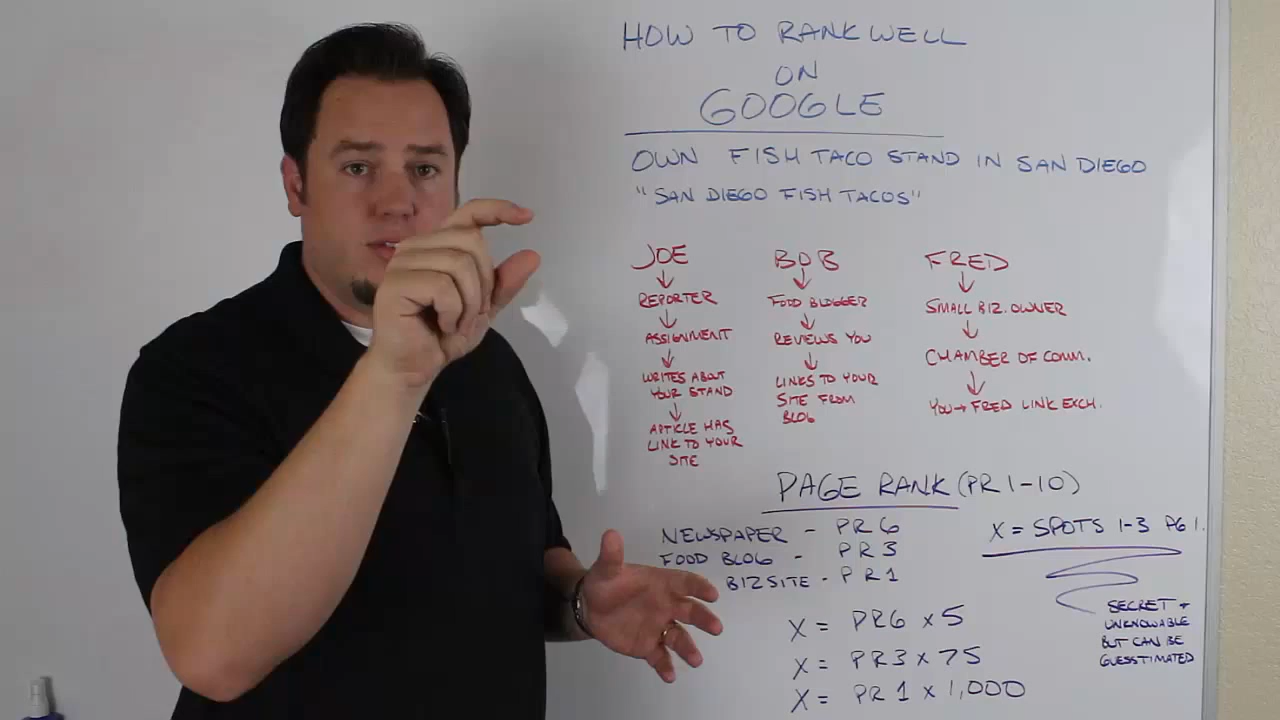 HOW TO RANK WELL
ON
GOOGLE
OWN FISH TACO STAND IN SAN DIEGO
"SAN DIEGO FISH TACOS"
JOE
REPORTER
ASSIGNMENT
WRITES ABOUT
YOUR STAND
ARTICLE HAS
LINK TO YOUR
SITE
BOB
FOOD BLOGGER
REVIEWS YOU
LINKS TO YOUR
SITE FROM
BLOG
FRED
SMALL BIZ. OWNER
CHAMBER OF COMM.
YOU → FRED LINK EXCH.
PAGE RANK (PR 1-10)
NEWSPAPER - PR 6
FOOD BLOG - PR 3
BIZ SITE - PR 1
X = SPOTS 1-3 PG 1.
SECRET +
UNKNOWABLE
BUT CAN BE
GUESSTIMATED
X = PR6 x 5
X = PR3 x 75
X = PR 1 x 1,000